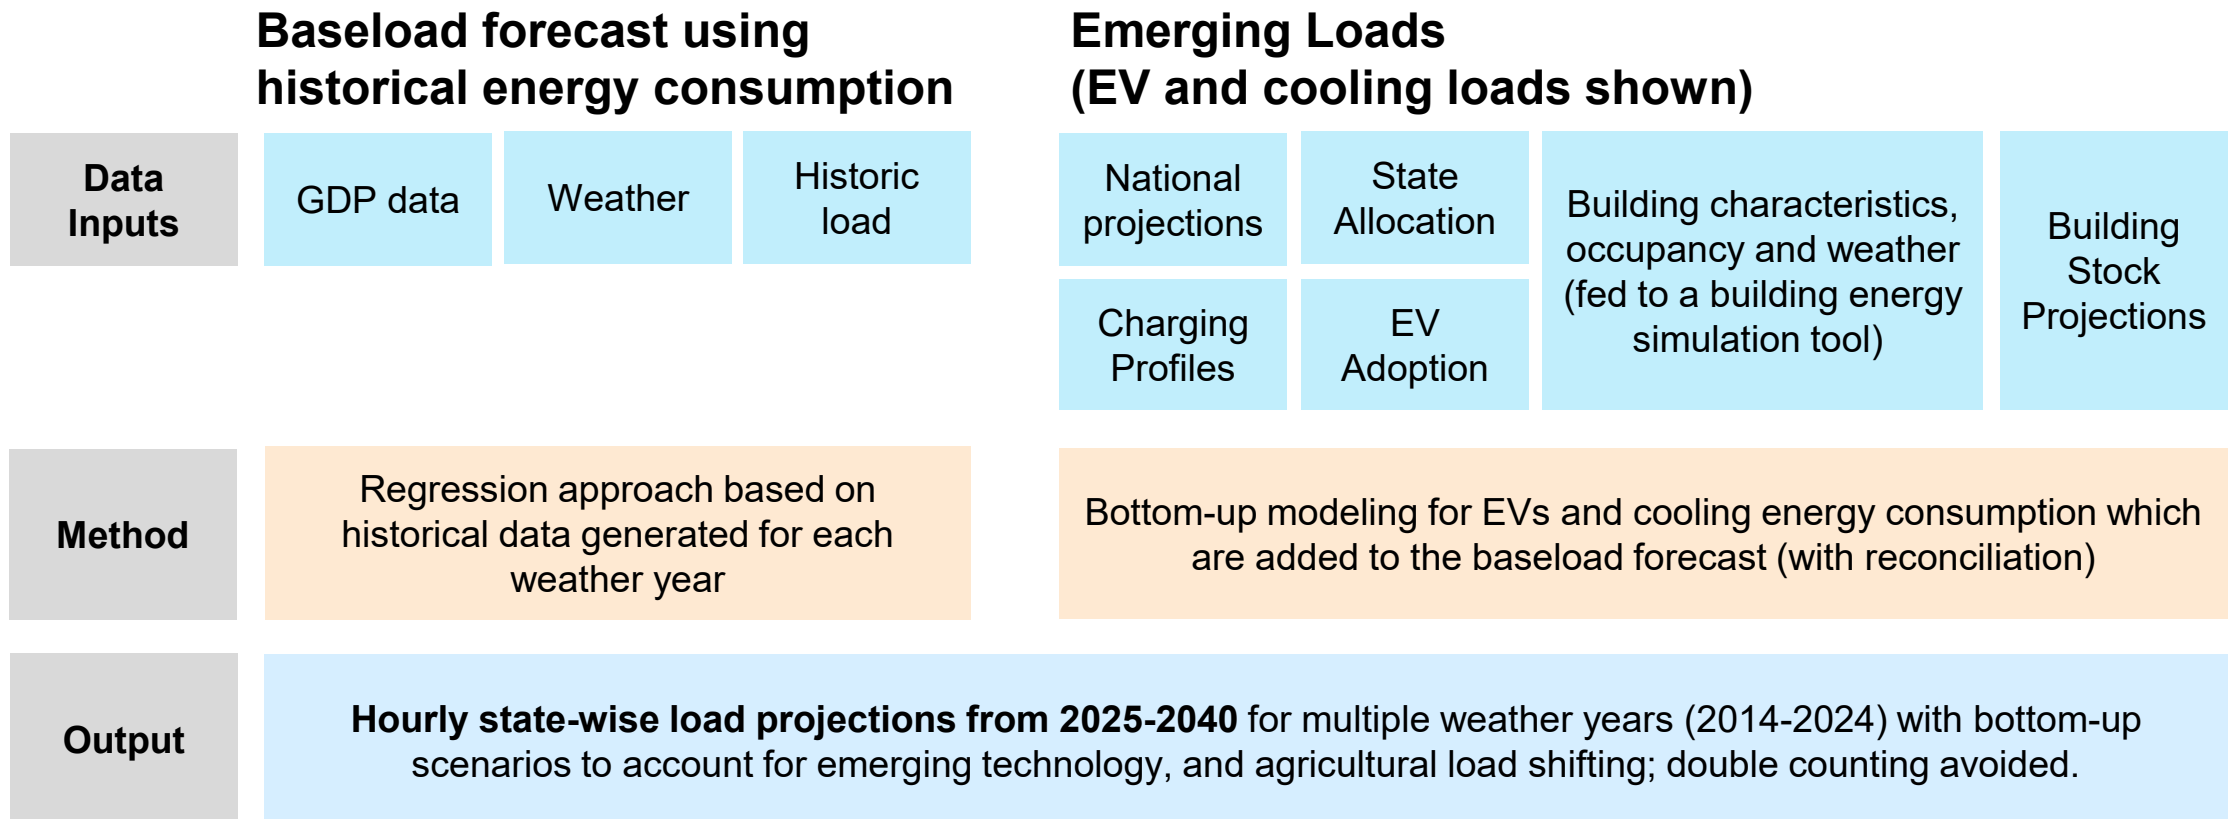 Baseload forecast using
historical energy consumption
Emerging Loads
(EV and cooling loads shown)
Data
Inputs
GDP data
Weather
Historic
load
National
projections
State
Allocation
Charging
Profiles
EV
Adoption
Building characteristics,
occupancy and weather
(fed to a building energy
simulation tool)
Building
Stock
Projections
Method
Regression approach based on
historical data generated for each
weather year
Bottom-up modeling for EVs and cooling energy consumption which
are added to the baseload forecast (with reconciliation)
Output
Hourly state-wise load projections from 2025-2040 for multiple weather years (2014-2024) with bottom-up
scenarios to account for emerging technology, and agricultural load shifting; double counting avoided.